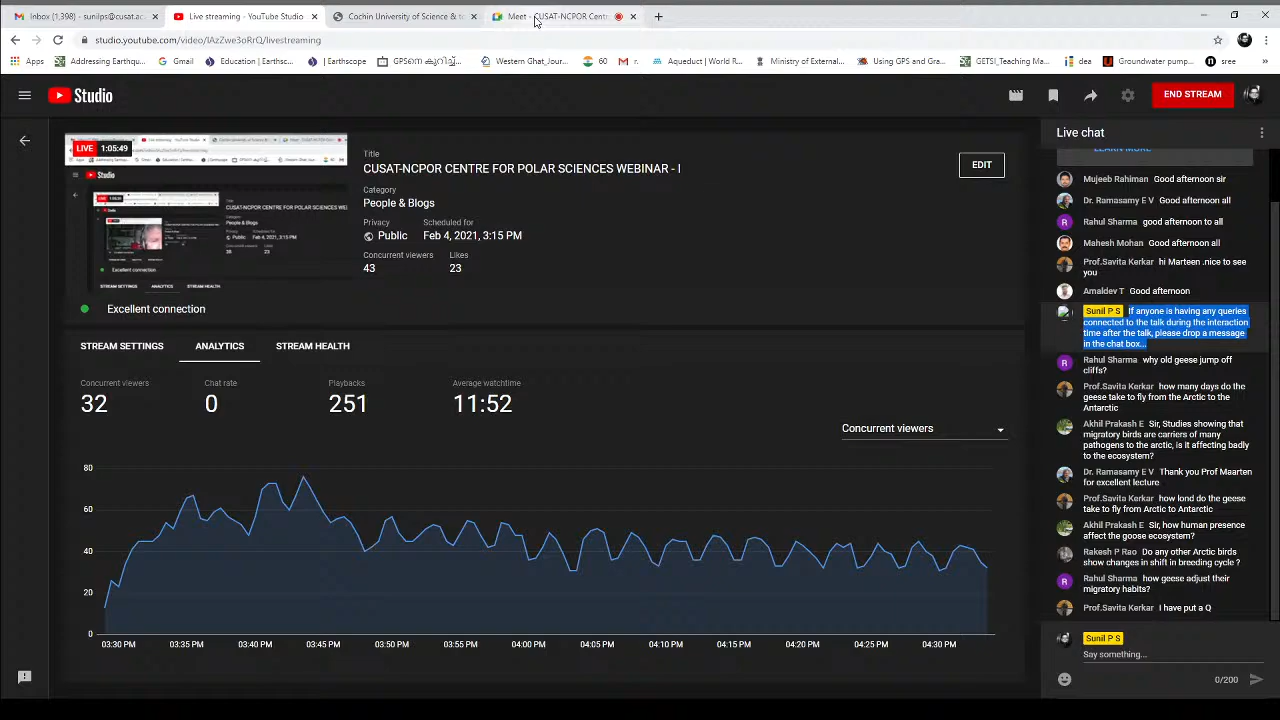 Inbox (1,398) - sunilps@cusat.ac
Live streaming - YouTube Studio
Cochin University of Science & t
Meet - CUSAT-NCPOR Centr
studio.youtube.com/video/lAzZwe3oRrQ/livestreaming
Apps
Addressing Earthqu...
Gmail
Education | Earthsc...
Earthscope
Western Ghat_Jour...
60
r.
Aqueduct | World R...
Ministry of External...
Using GPS and Gra...
GETSI_Teaching Ma...
idea
Groundwater pump...
sree
»
Studio
END STREAM
LIVE 1:05:49
Title
CUSAT-NCPOR CENTRE FOR POLAR SCIENCES WEBINAR - I
EDIT
Category
People & Blogs
Privacy
Public
Scheduled for
Feb 4, 2021, 3:15 PM
Concurrent viewers
43
Likes
23
Excellent connection
STREAM SETTINGS
ANALYTICS
STREAM HEALTH
Concurrent viewers
32
Chat rate
0
Playbacks
251
Average watchtime
11:52
Concurrent viewers
80
60
40
20
0
03:30 PM
03:35 PM
03:40 PM
03:45 PM
03:50 PM
03:55 PM
04:00 PM
04:05 PM
04:10 PM
04:15 PM
04:20 PM
04:25 PM
04:30 PM
Live chat
LEARN MORE
Mujeeb Rahiman Good afternoon sir
Dr. Ramasamy E V Good afternoon all
Rahul Sharma good afternoon to all
Mahesh Mohan Good afternoon all
Prof.Savita Kerkar hi Marteen .nice to see
you
Amaldev T Good afternoon
Sunil P S If anyone is having any queries
connected to the talk during the interaction
time after the talk, please drop a message
in the chat box...
Rahul Sharma why old geese jump off
cliffs?
Prof.Savita Kerkar how many days do the
geese take to fly from the Arctic to the
Antarctic
Akhil Prakash E Sir, Studies showing that
migratory birds are carriers of many
pathogens to the arctic, is it affecting badly
to the ecosystem?
Dr. Ramasamy E V Thank you Prof Maarten
for excellent lecture
Prof.Savita Kerkar how lond do the geese
take to fly from Arctic to Antarctic
Akhil Prakash E Sir, how human presence
affect the goose ecosystem?
Rakesh P Rao Do any other Arctic birds
show changes in shift in breeding cycle ?
Rahul Sharma how geese adjust their
migratory habits?
Prof.Savita Kerkar I have put a Q
Sunil P S
Say something...
0/200